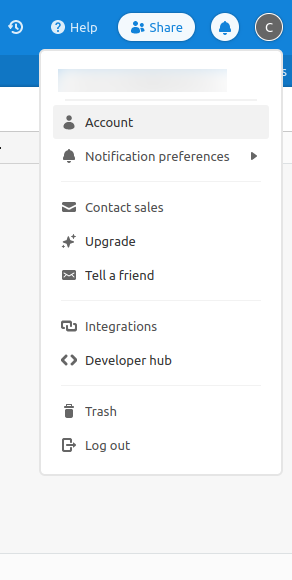 Help
Share
C
s
Account
Notification preferences
Contact sales
Upgrade
Tell a friend
Integrations
Developer hub
Trash
Log out